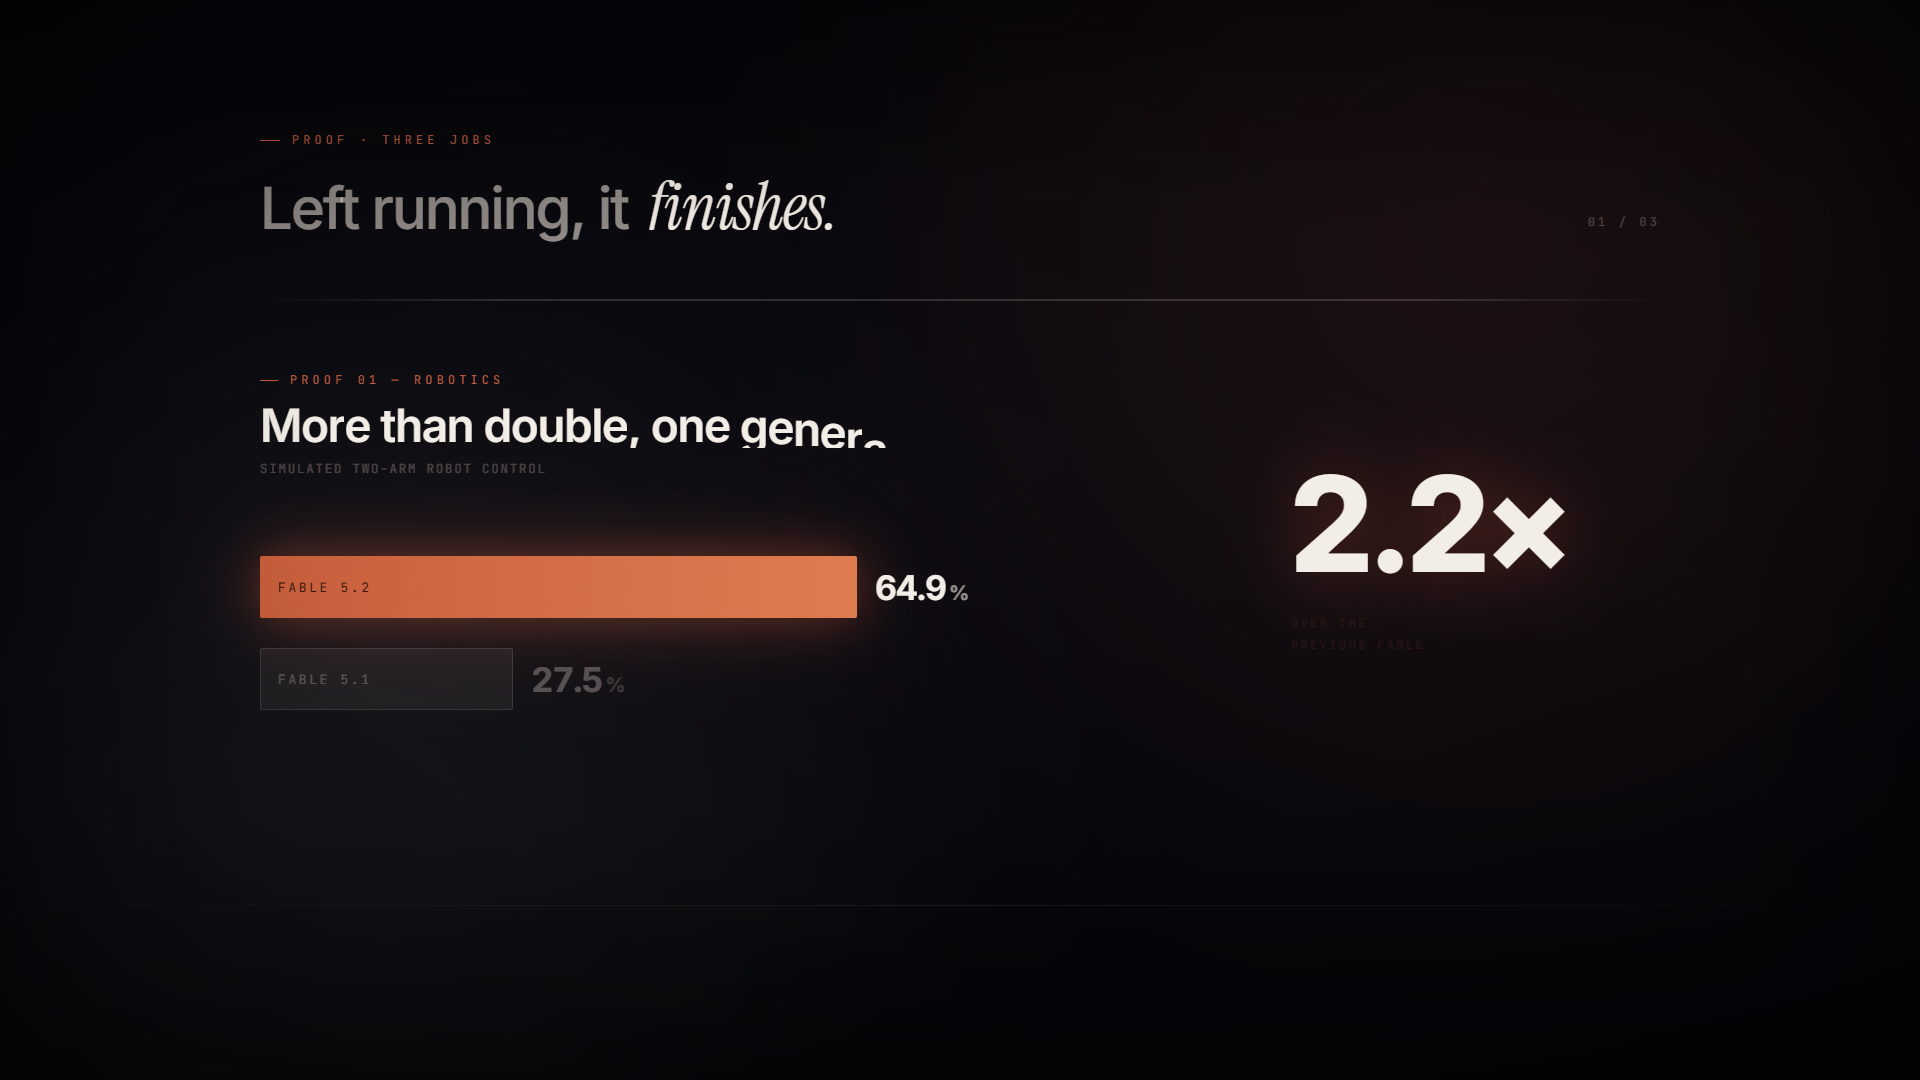 PROOF · THREE JOBS
Left running, it finishes.
01 / 03
PROOF 01 — ROBOTICS
More than double, one
SIMULATED TWO-ARM ROBOT CONTROL
FABLE 5.2
64.9%
FABLE 5.1
27.5%
2.2×
OVER THE
PREVIOUS FABLE